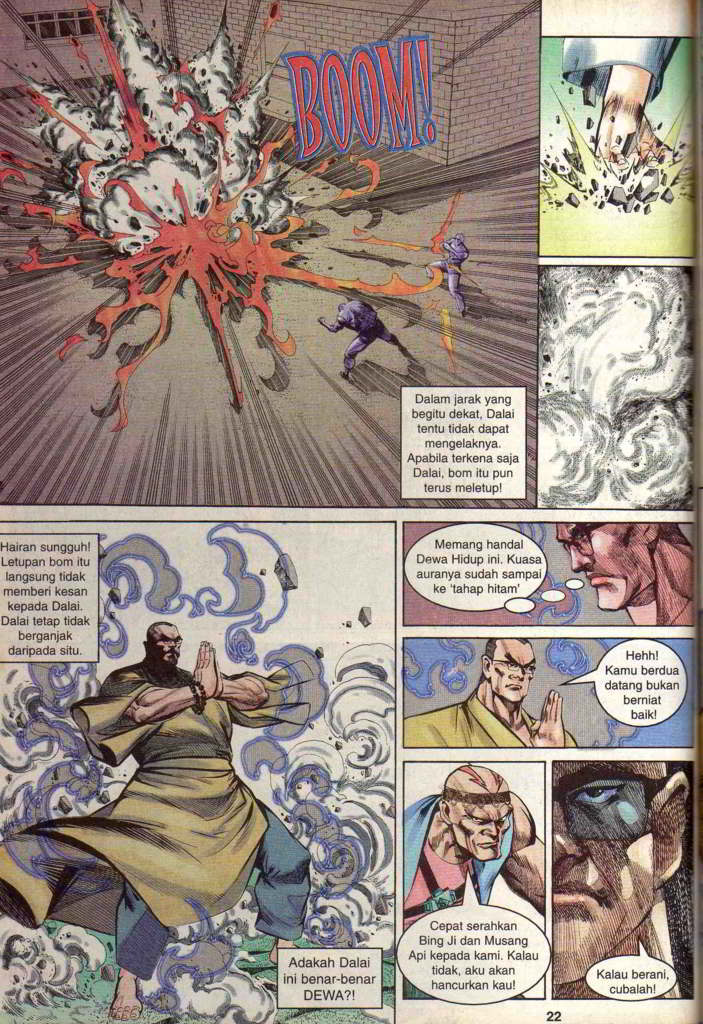 BOOM!
Dalam jarak yang
begitu dekat, Dalai
tentu tidak dapat
mengelaknya.
Apabila terkena saja
Dalai, bom itu pun
terus meletup!
Hairan sungguh!
Letupan bom itu
langsung tidak
memberi kesan
kepada Dalai.
Dalai tetap tidak
berganjak
daripada situ.
Adakah Dalai
ini benar-benar
DEWA?!
Memang handal
Dewa Hidup ini. Kuasa
auranya sudah sampai
ke 'tahap hitam'
Hehh!
Kamu berdua
datang bukan
berniat
baik!
Cepat serahkan
Bing Ji dan Musang
Api kepada kami. Kalau
tidak, aku akan
hancurkan kau!
Kalau berani,
cubalah!
22